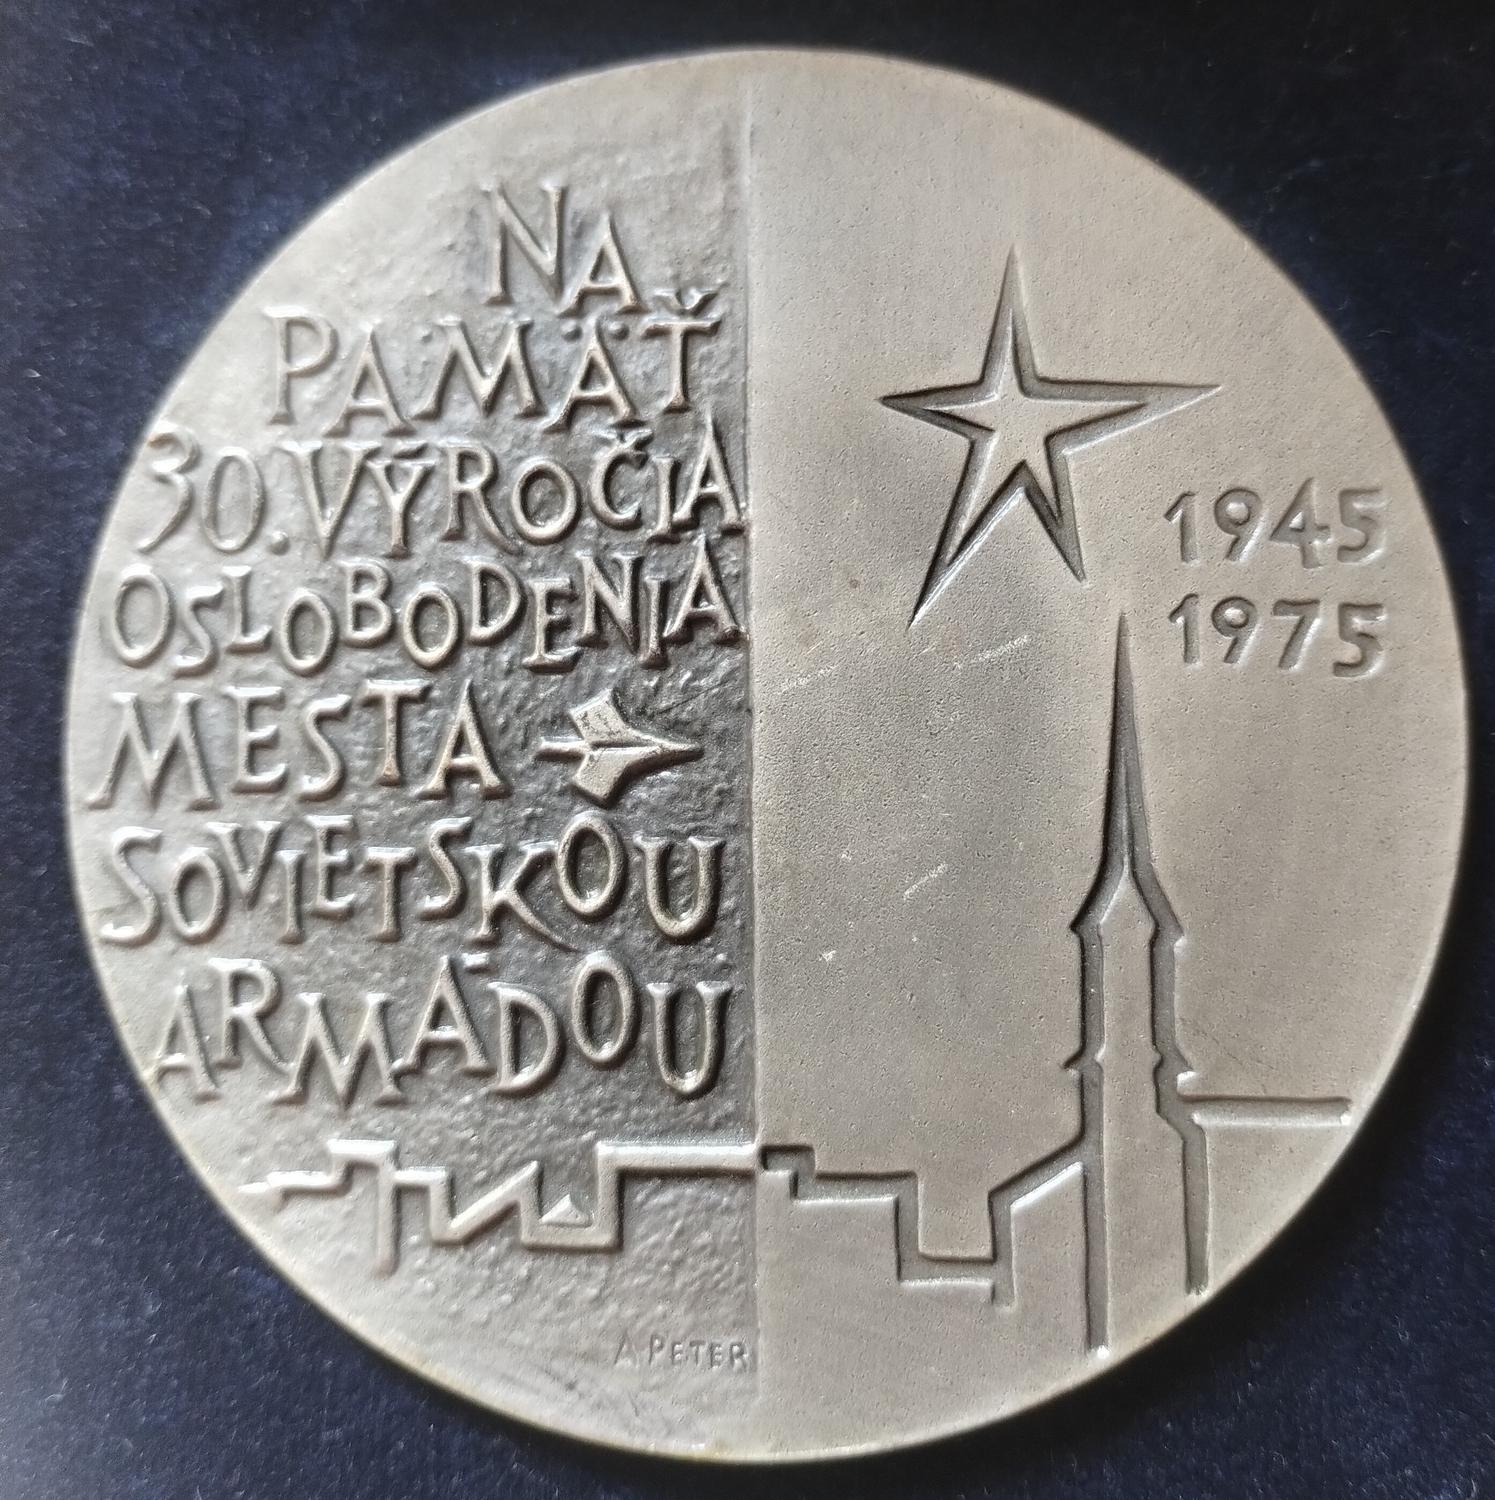 NA
PAMÄŤ
30. VÝROČIA
OSLOBODENIA
MESTA
SOVIETSKOU
ARMÁDOU
1945
1975
A PETER